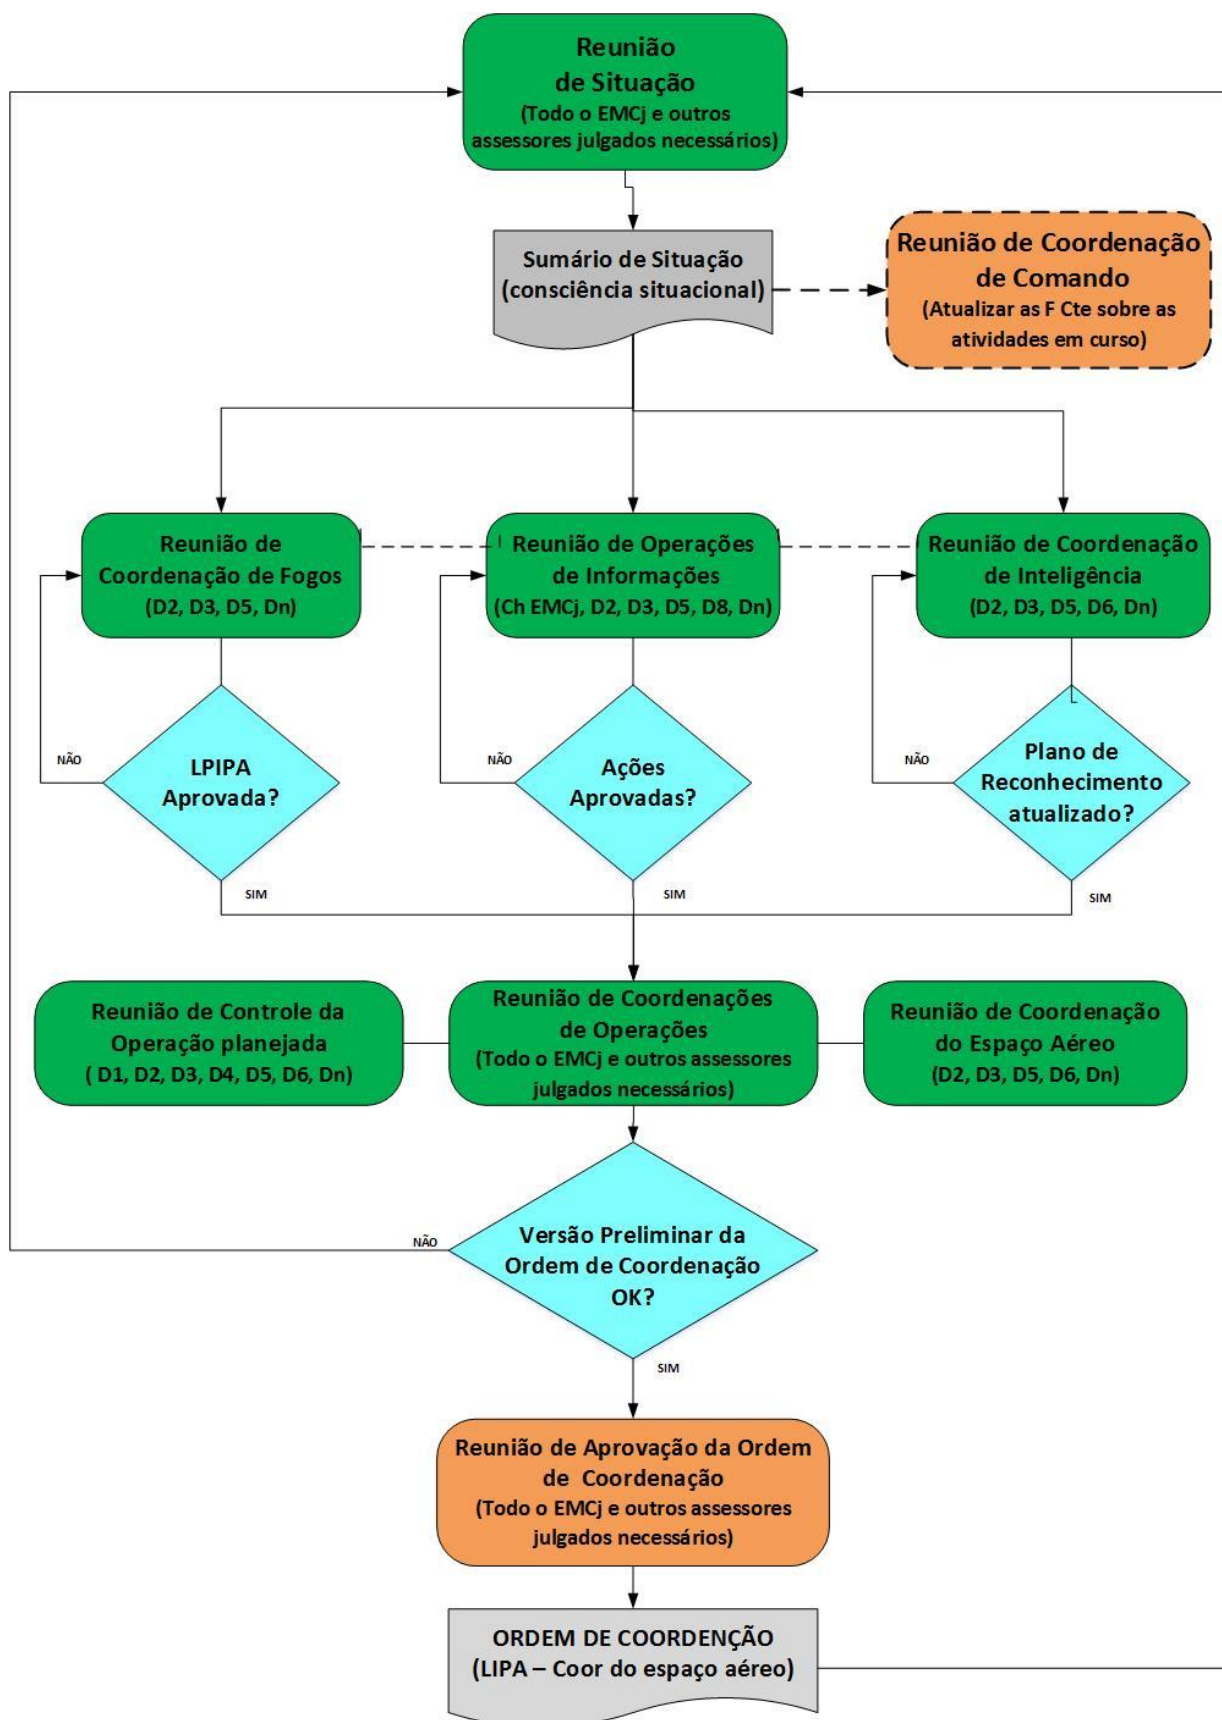 Reunião
de Situação
(Todo o EMCj e outros
assessores julgados necessários)
Sumário de Situação
(consciência situacional)
Reunião de Coordenação
de Comando
(Atualizar as F Cte sobre as
atividades em curso)
Reunião de
Coordenação de Fogos
(D2, D3, D5, Dn)
Reunião de Operações
de Informações
(Ch EMCj, D2, D3, D5, D8, Dn)
Reunião de Coordenação
de Inteligência
(D2, D3, D5, D6, Dn)
NÃO
LPIPA
Aprovada?
NÃO
Ações
Aprovadas?
NÃO
Plano de
Reconhecimento
atualizado?
SIM
SIM
SIM
Reunião de Controle da
Operação planejada
( D1, D2, D3, D4, D5, D6, Dn)
Reunião de Coordenações
de Operações
(Todo o EMCj e outros assessores
julgados necessários)
Reunião de Coordenação
do Espaço Aéreo
(D2, D3, D5, D6, Dn)
NÃO
Versão Preliminar da
Ordem de Coordenação
OK?
SIM
Reunião de Aprovação da Ordem
de Coordenação
(Todo o EMCj e outros assessores
julgados necessários)
ORDEM DE COORDENÇÃO
(LIPA – Coor do espaço aéreo)